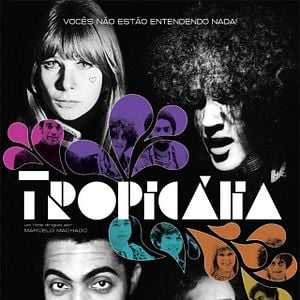 VOCÊS NÃO ESTÃO ENTENDENDO NADA!
TROPICÁLIA
um filme dirigido por
MARCELO MACHADO